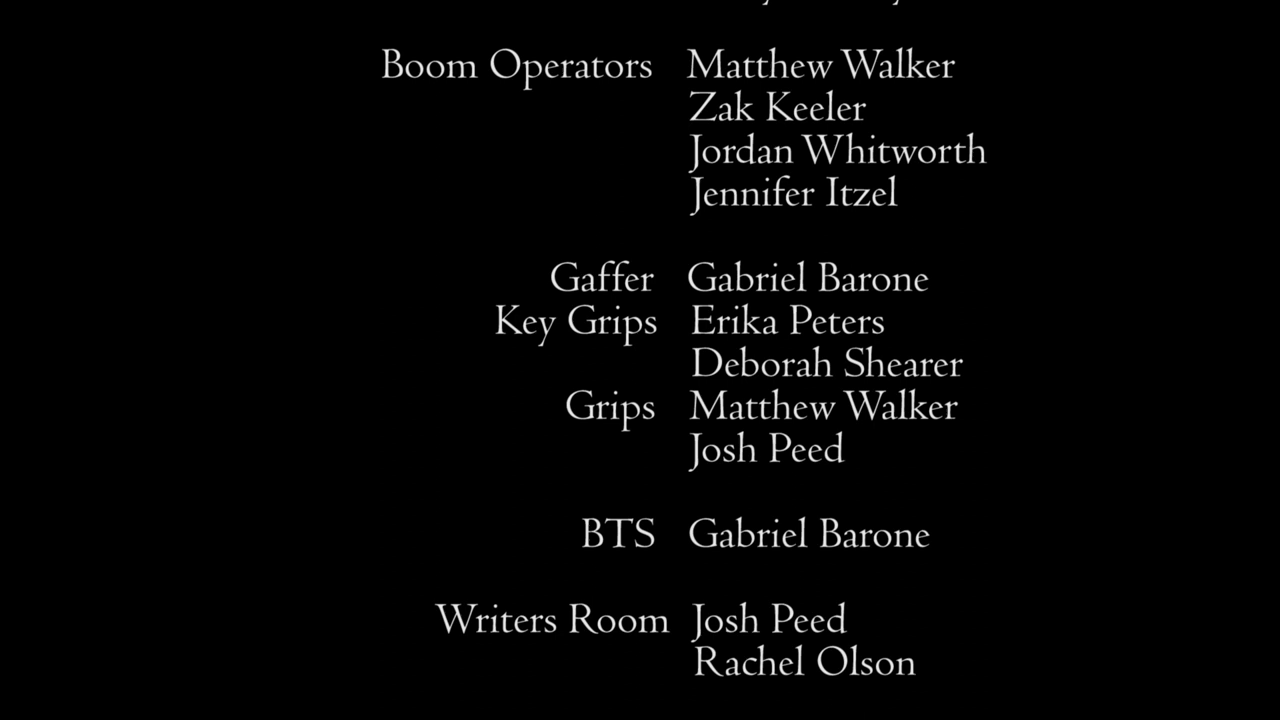 Boom Operators Matthew Walker
Zak Keeler
Jordan Whitworth
Jennifer Itzel
Gaffer Gabriel Barone
Key Grips Erika Peters
Deborah Shearer
Grips Matthew Walker
Josh Peed
BTS Gabriel Barone
Writers Room Josh Peed
Rachel Olson